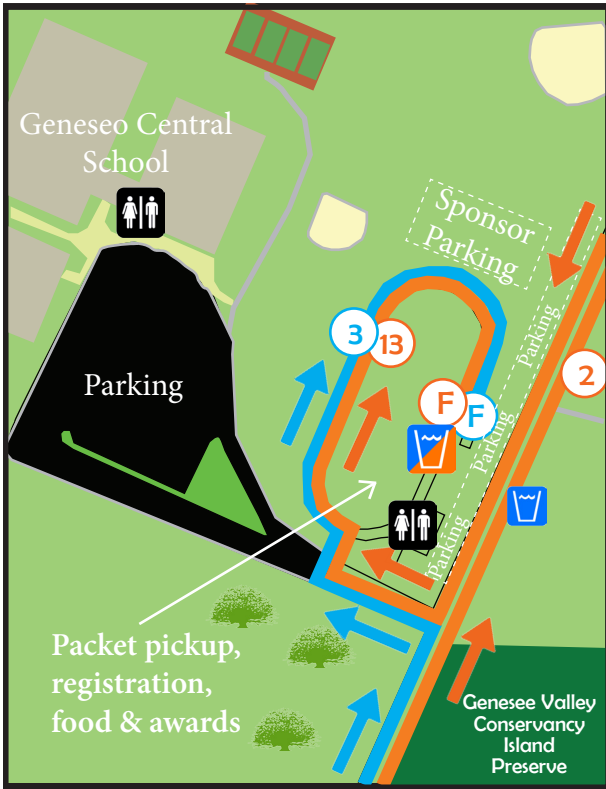 Geneseo Central
School
Sponsor
Parking
Parking
2
3
13
Parking
F
F
Parking
Parking
Packet pickup,
registration,
food & awards
Genesee Valley
Conservancy
Island
Preserve